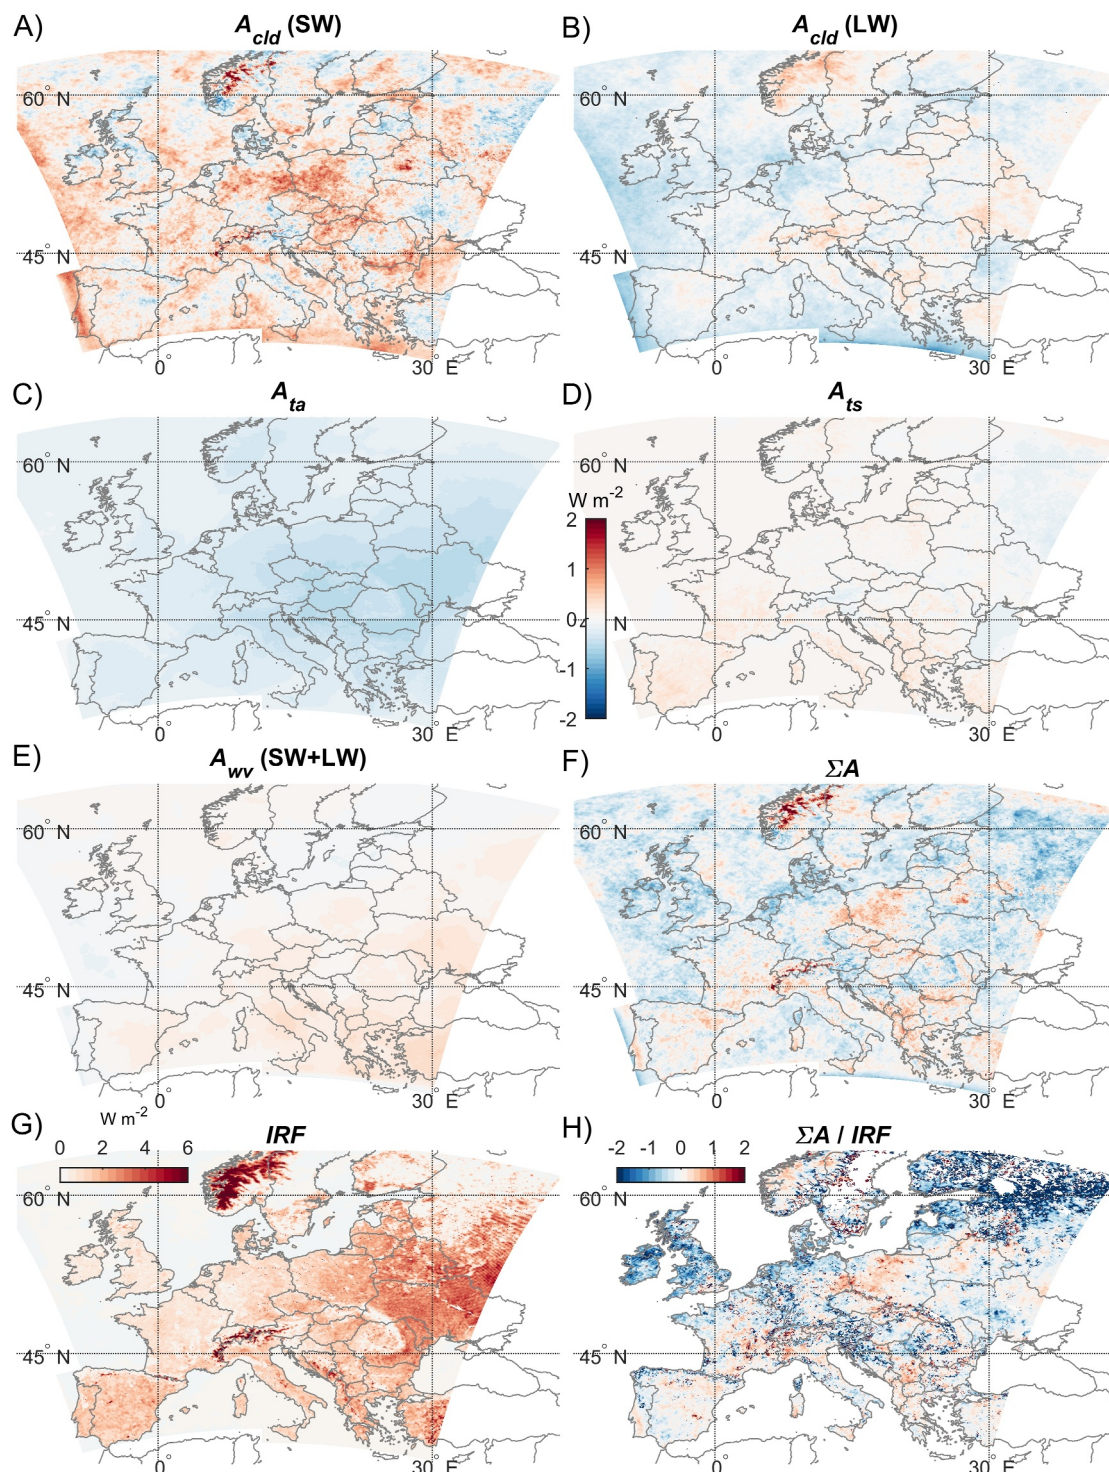 A)
A_cld (SW)
60° N
45° N
0°
30° E
B)
A_cld (LW)
60° N
45° N
0°
30° E
C)
A_ta
60° N
45° N
0°
30° E
D)
A_ts
60° N
45° N
0°
30° E
W m-2
2
1
0
-1
-2
E)
A_wv (SW+LW)
60° N
45° N
0°
30° E
F)
ΣA
60° N
45° N
0°
30° E
G)
W m-2
IRF
0 2 4 6
60° N
45° N
0°
30° E
H)
ΣA / IRF
-2 -1 0 1 2
60° N
45° N
0°
30° E